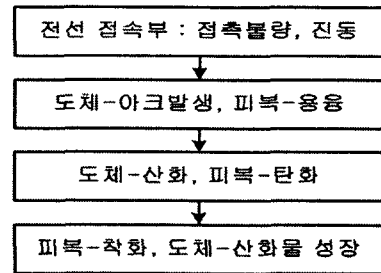 전선 접속부 : 접촉불량, 진동
도체-아크발생, 피복-용융
도체-산화, 피복-탄화
피복-착화, 도체-산화물 성장